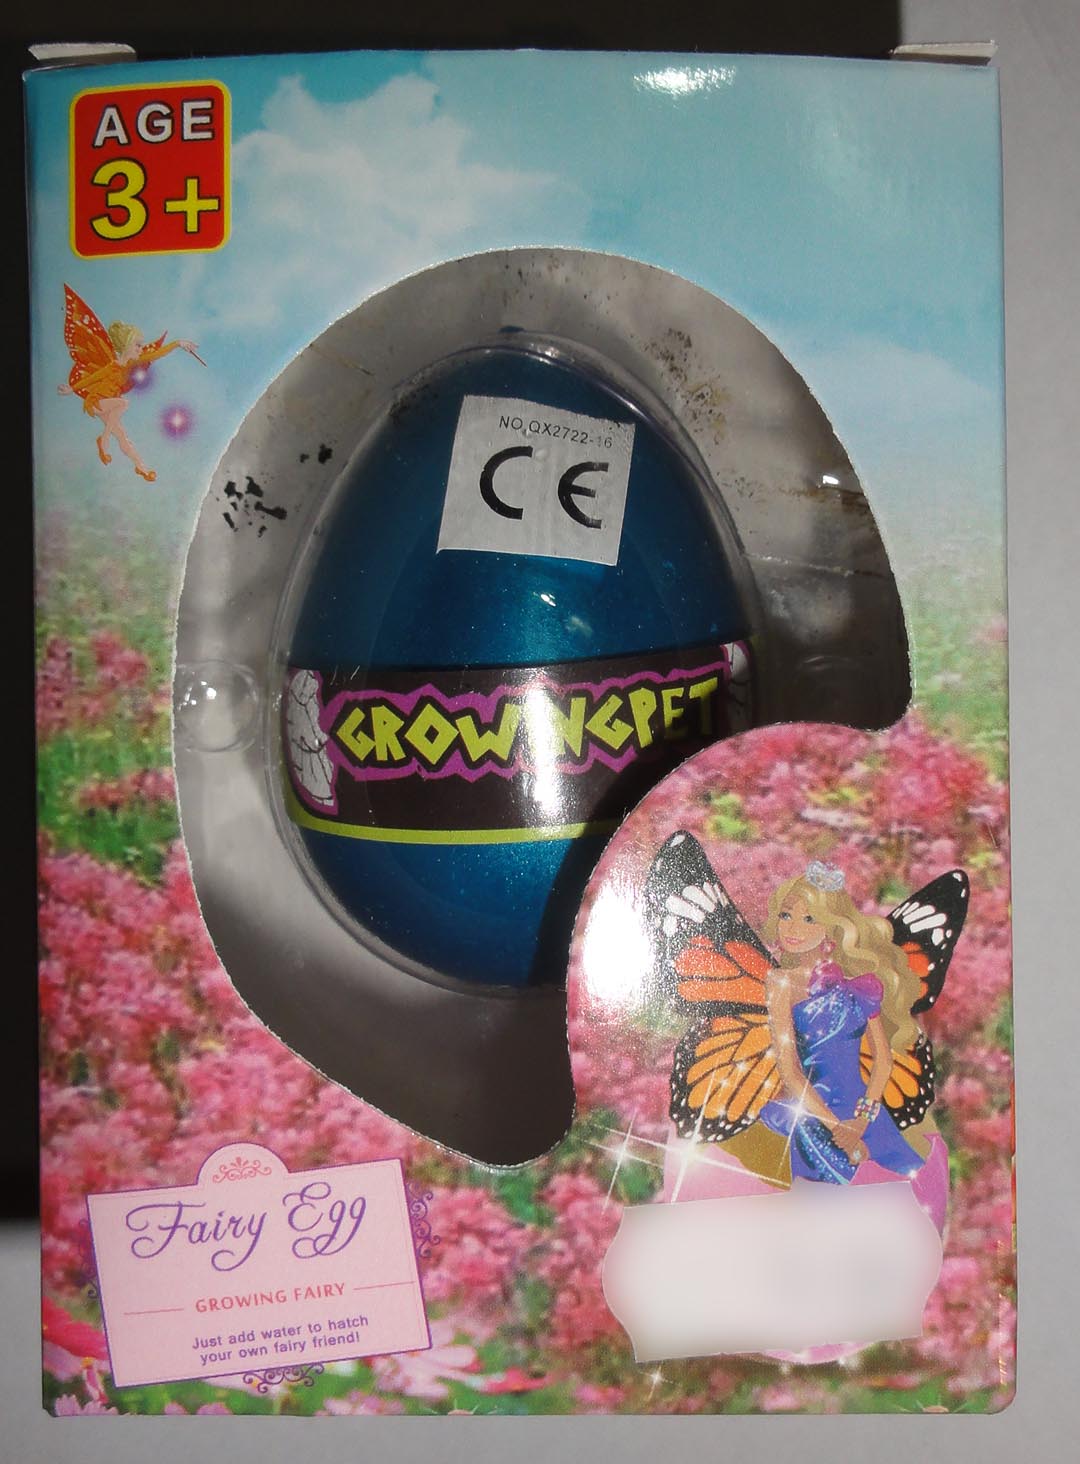 AGE
3+
NO.QX2722-16
CE
GROWINGPET
Fairy Egg
GROWING FAIRY
Just add water to hatch
your own fairy friend!